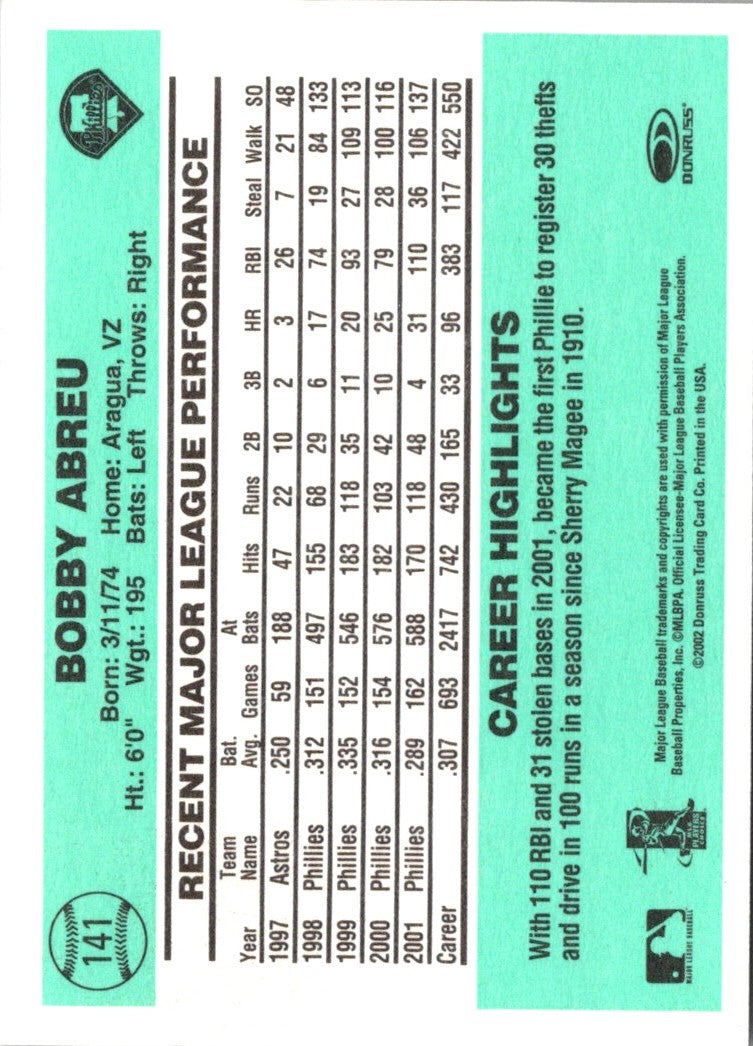 141
BOBBY ABREU
Born: 3/11/74 Home: Aragua, VZ
Ht.: 6'0" Wgt.: 195 Bats: Left Throws: Right
Phillies
RECENT MAJOR LEAGUE PERFORMANCE
Team Bat. At
Year Name Avg. Games Bats Hits Runs 2B 3B HR RBI Steal Walk SO
1997 Astros .250 59 188 47 22 10 2 3 26 7 21 48
1998 Phillies .312 151 497 155 68 29 6 17 74 19 84 133
1999 Phillies .335 152 546 183 118 35 11 20 93 27 109 113
2000 Phillies .316 154 576 182 103 42 10 25 79 28 100 116
2001 Phillies .289 162 588 170 118 48 4 31 110 36 106 137
Career .307 693 2417 742 430 165 33 96 383 117 422 550
CAREER HIGHLIGHTS
With 110 RBI and 31 stolen bases in 2001, became the first Phillie to register 30 thefts
and drive in 100 runs in a season since Sherry Magee in 1910.
MAJOR LEAGUE BASEBALL
MLB
PLAYERS
CHOICE
Major League Baseball trademarks and copyrights are used with permission of Major League
Baseball Properties, Inc. ©MLBPA. Official Licensee-Major League Baseball Players Association.
©2002 Donruss Trading Card Co. Printed in the USA.
DONRUSS